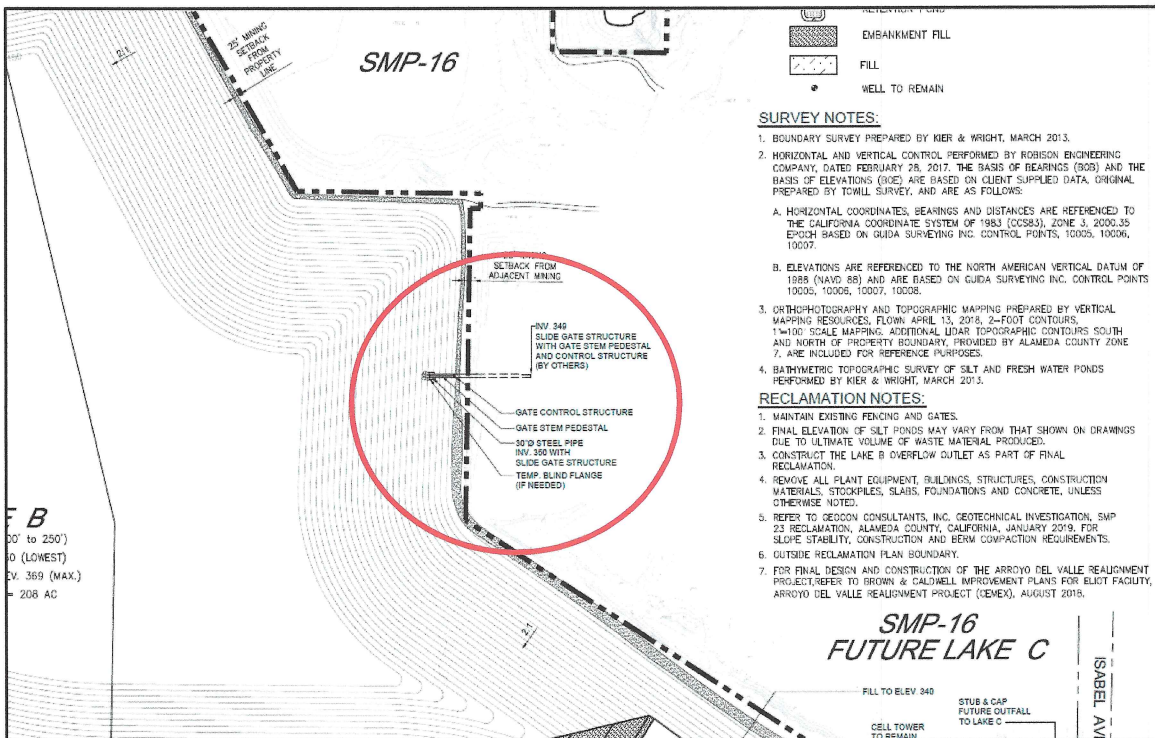 RETENTION POND
EMBANKMENT FILL
FILL
WELL TO REMAIN
SMP-16
25' MINING
SETBACK
FROM
PROPERTY
LINE
2:1
SURVEY NOTES:
1. BOUNDARY SURVEY PREPARED BY KIER & WRIGHT, MARCH 2013.
2. HORIZONTAL AND VERTICAL CONTROL PERFORMED BY ROBISON ENGINEERING
COMPANY, DATED FEBRUARY 28, 2017. THE BASIS OF BEARINGS (BOB) AND THE
BASIS OF ELEVATIONS (BOE) ARE BASED ON CLIENT SUPPLIED DATA, ORIGINAL
PREPARED BY TOWILL SURVEY, AND ARE AS FOLLOWS:
A. HORIZONTAL COORDINATES, BEARINGS AND DISTANCES ARE REFERENCED TO
THE CALIFORNIA COORDINATE SYSTEM OF 1983 (CCS83), ZONE 3, 2000.35
EPOCH BASED ON GUIDA SURVEYING INC. CONTROL POINTS, 10005, 10006,
10007.
B. ELEVATIONS ARE REFERENCED TO THE NORTH AMERICAN VERTICAL DATUM OF
1988 (NAVD 88) AND ARE BASED ON GUIDA SURVEYING INC. CONTROL POINTS
10005, 10006, 10007, 10008.
3. ORTHOPHOTOGRAPHY AND TOPOGRAPHIC MAPPING PREPARED BY VERTICAL
MAPPING RESOURCES, FLOWN APRIL 13, 2018, 2-FOOT CONTOURS,
1"=100' SCALE MAPPING. ADDITIONAL LIDAR TOPOGRAPHIC CONTOURS SOUTH
AND NORTH OF PROPERTY BOUNDARY, PROVIDED BY ALAMEDA COUNTY ZONE
7, ARE INCLUDED FOR REFERENCE PURPOSES.
4. BATHYMETRIC TOPOGRAPHIC SURVEY OF SILT AND FRESH WATER PONDS
PERFORMED BY KIER & WRIGHT, MARCH 2013.
RECLAMATION NOTES:
1. MAINTAIN EXISTING FENCING AND GATES.
2. FINAL ELEVATION OF SILT PONDS MAY VARY FROM THAT SHOWN ON DRAWINGS
DUE TO ULTIMATE VOLUME OF WASTE MATERIAL PRODUCED.
3. CONSTRUCT THE LAKE B OVERFLOW OUTLET AS PART OF FINAL
RECLAMATION.
4. REMOVE ALL PLANT EQUIPMENT, BUILDINGS, STRUCTURES, CONSTRUCTION
MATERIALS, STOCKPILES, SLABS, FOUNDATIONS AND CONCRETE, UNLESS
OTHERWISE NOTED.
5. REFER TO GEOCON CONSULTANTS, INC. GEOTECHNICAL INVESTIGATION, SMP
23 RECLAMATION, ALAMEDA COUNTY, CALIFORNIA, JANUARY 2019, FOR
SLOPE STABILITY, CONSTRUCTION AND BERM COMPACTION REQUIREMENTS.
6. OUTSIDE RECLAMATION PLAN BOUNDARY.
7. FOR FINAL DESIGN AND CONSTRUCTION OF THE ARROYO DEL VALLE REALIGNMENT
PROJECT,REFER TO BROWN & CALDWELL IMPROVEMENT PLANS FOR ELIOT FACILITY,
ARROYO DEL VALLE REALIGNMENT PROJECT (CEMEX), AUGUST 2018.
SETBACK FROM
ADJACENT MINING
INV. 349
SLIDE GATE STRUCTURE
WITH GATE STEM PEDESTAL
AND CONTROL STRUCTURE
(BY OTHERS)
GATE CONTROL STRUCTURE
GATE STEM PEDESTAL
30"Ø STEEL PIPE
INV. 350 WITH
SLIDE GATE STRUCTURE
TEMP. BLIND FLANGE
(IF NEEDED)
E B
00' to 250')
50 (LOWEST)
EV. 369 (MAX.)
= 208 AC
2:1
SMP-16
FUTURE LAKE C
FILL TO ELEV. 340
STUB & CAP
FUTURE OUTFALL
TO LAKE C
CELL TOWER
TO REMAIN
ISABEL AVE